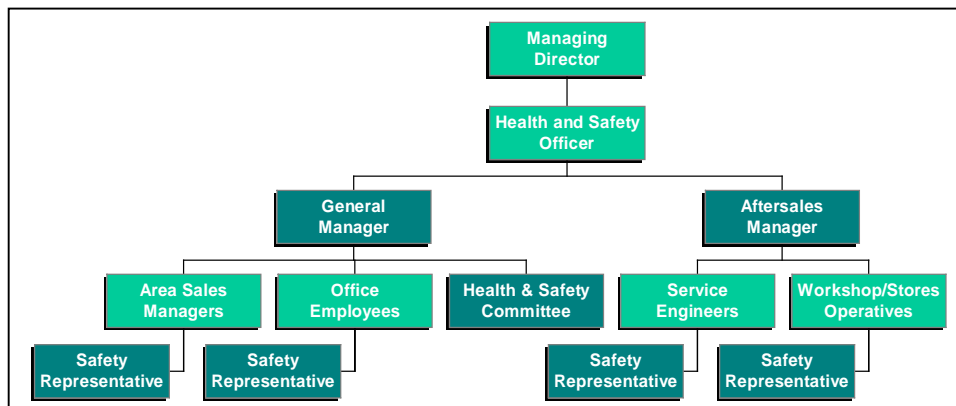 Managing
Director
Health and Safety
Officer
General
Manager
Aftersales
Manager
Area Sales
Managers
Office
Employees
Health & Safety
Committee
Service
Engineers
Workshop/Stores
Operatives
Safety
Representative
Safety
Representative
Safety
Representative
Safety
Representative